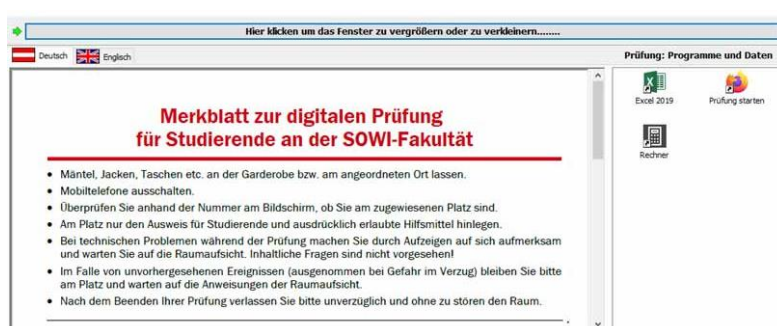 Hier klicken um das Fenster zu vergrößern oder zu verkleinern........
Deutsch Englisch
Prüfung: Programme und Daten
Merkblatt zur digitalen Prüfung
für Studierende an der SOWI-Fakultät
• Mäntel, Jacken, Taschen etc. an der Garderobe bzw. am angeordneten Ort lassen.
• Mobiltelefone ausschalten.
• Überprüfen Sie anhand der Nummer am Bildschirm, ob Sie am zugewiesenen Platz sind.
• Am Platz nur den Ausweis für Studierende und ausdrücklich erlaubte Hilfsmittel hinlegen.
• Bei technischen Problemen während der Prüfung machen Sie durch Aufzeigen auf sich aufmerksam
und warten Sie auf die Raumaufsicht. Inhaltliche Fragen sind nicht vorgesehen!
• Im Falle von unvorhergesehenen Ereignissen (ausgenommen bei Gefahr im Verzug) bleiben Sie bitte
am Platz und warten auf die Anweisungen der Raumaufsicht.
• Nach dem Beenden Ihrer Prüfung verlassen Sie bitte unverzüglich und ohne zu stören den Raum.
Excel 2019
Prüfung starten
Rechner